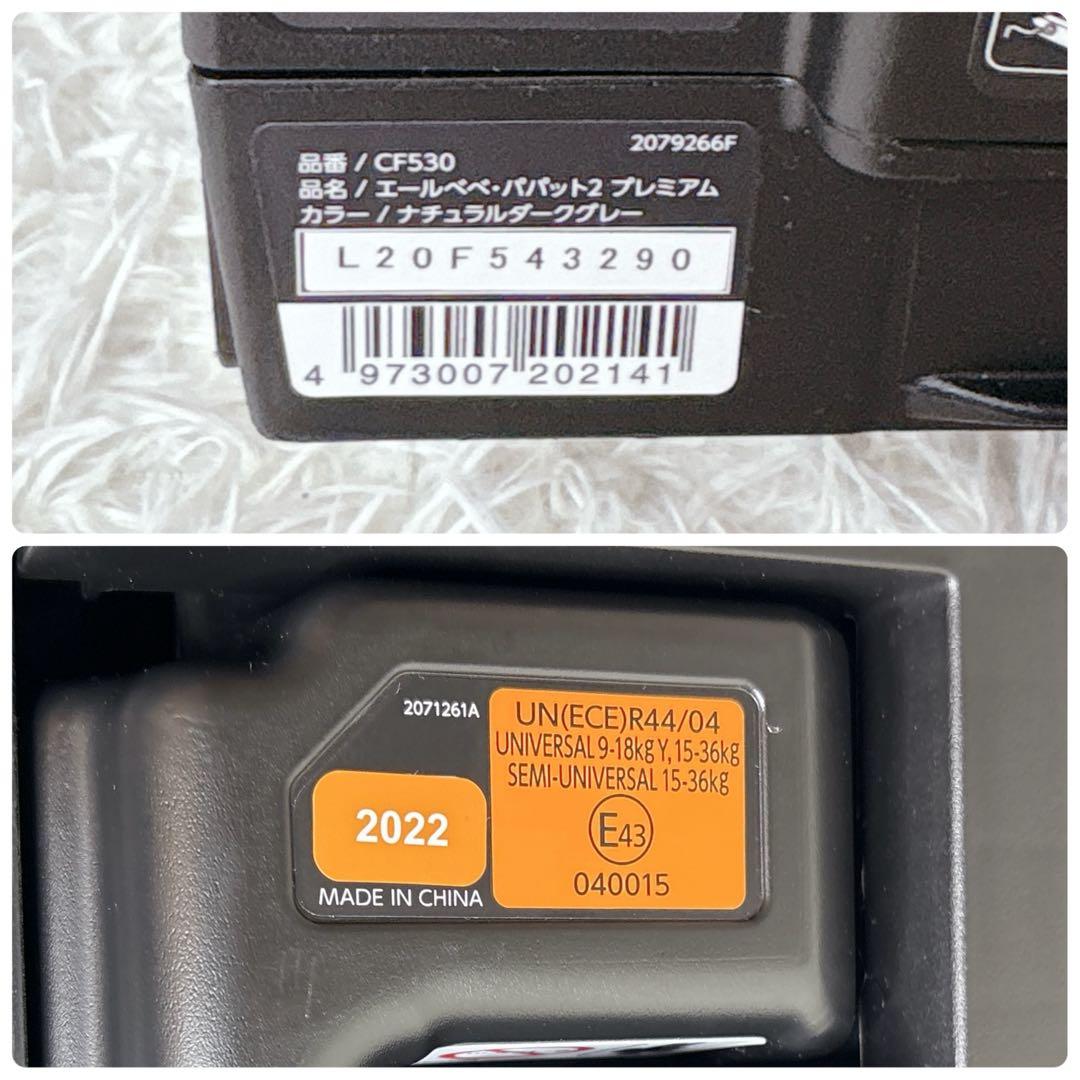 2079266F
品番 / CF530
品名 / エールベベ・パパット2 プレミアム
カラー / ナチュラルダークグレー
L20F543290
4 973007 202141
2071261A
UN(ECE)R44/04
UNIVERSAL 9-18kg Y, 15-36kg
SEMI-UNIVERSAL 15-36kg
E43
040015
2022
MADE IN CHINA